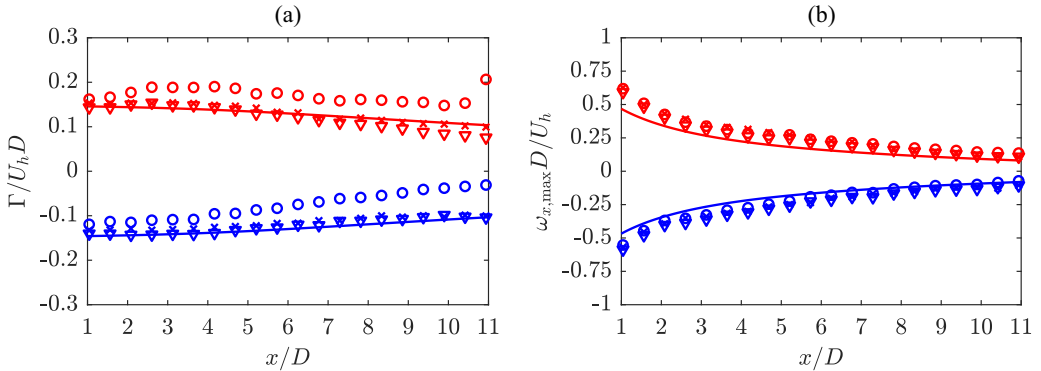 (a)
(b)
0.3
0.2
0.1
0
-0.1
-0.2
-0.3
Γ/U_hD
1 2 3 4 5 6 7 8 9 10 11
x/D
1
0.75
0.5
0.25
0
-0.25
-0.5
-0.75
-1
ω_{x,max}D/U_h
1 2 3 4 5 6 7 8 9 10 11
x/D